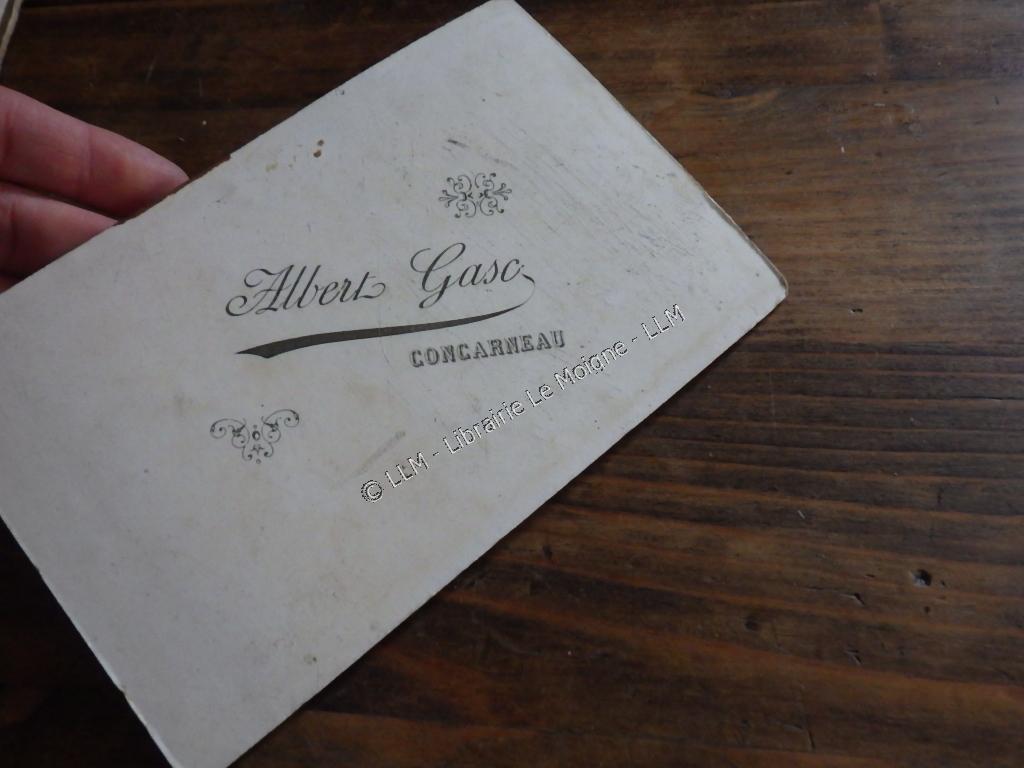 Albert Gasc
CONCARNEAU
© LLM - Librairie Le Moigne - LLM